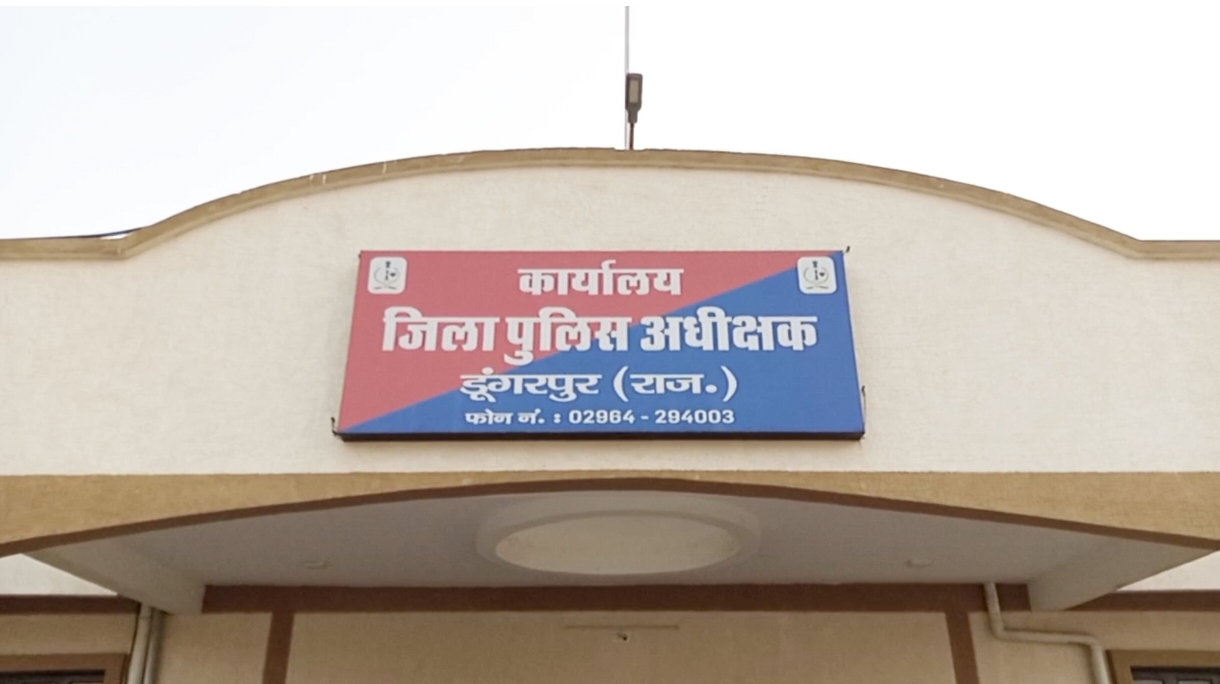 कार्यालय
जिला पुलिस अधीक्षक
डूंगरपुर (राज.)
फोन नं. : 02964 - 294003